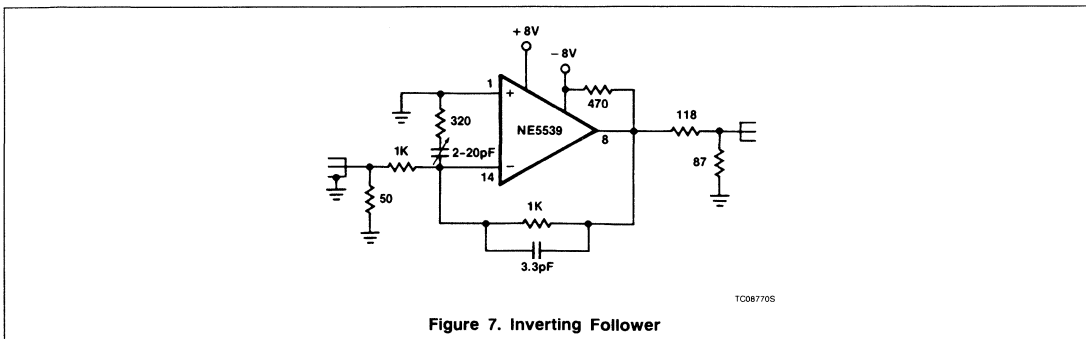 + 8V
- 8V
1
+
470
118
320
NE5539
8
1K
2-20pF
-
87
14
50
1K
3.3pF
TC08770S
Figure 7. Inverting Follower